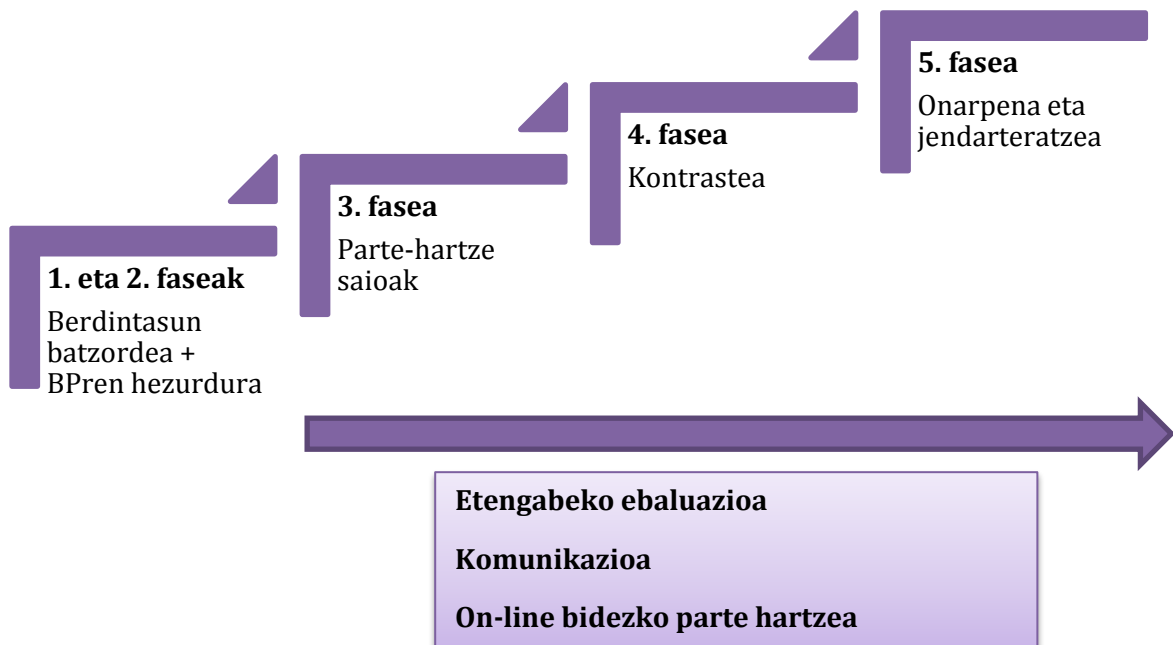 1. eta 2. faseak
Berdintasun
batzordea +
BPren hezurdura
3. fasea
Parte-hartze
saioak
4. fasea
Kontrastea
5. fasea
Onarpena eta
jendarteratzea
Etengabeko ebaluazioa
Komunikazioa
On-line bidezko parte hartzea